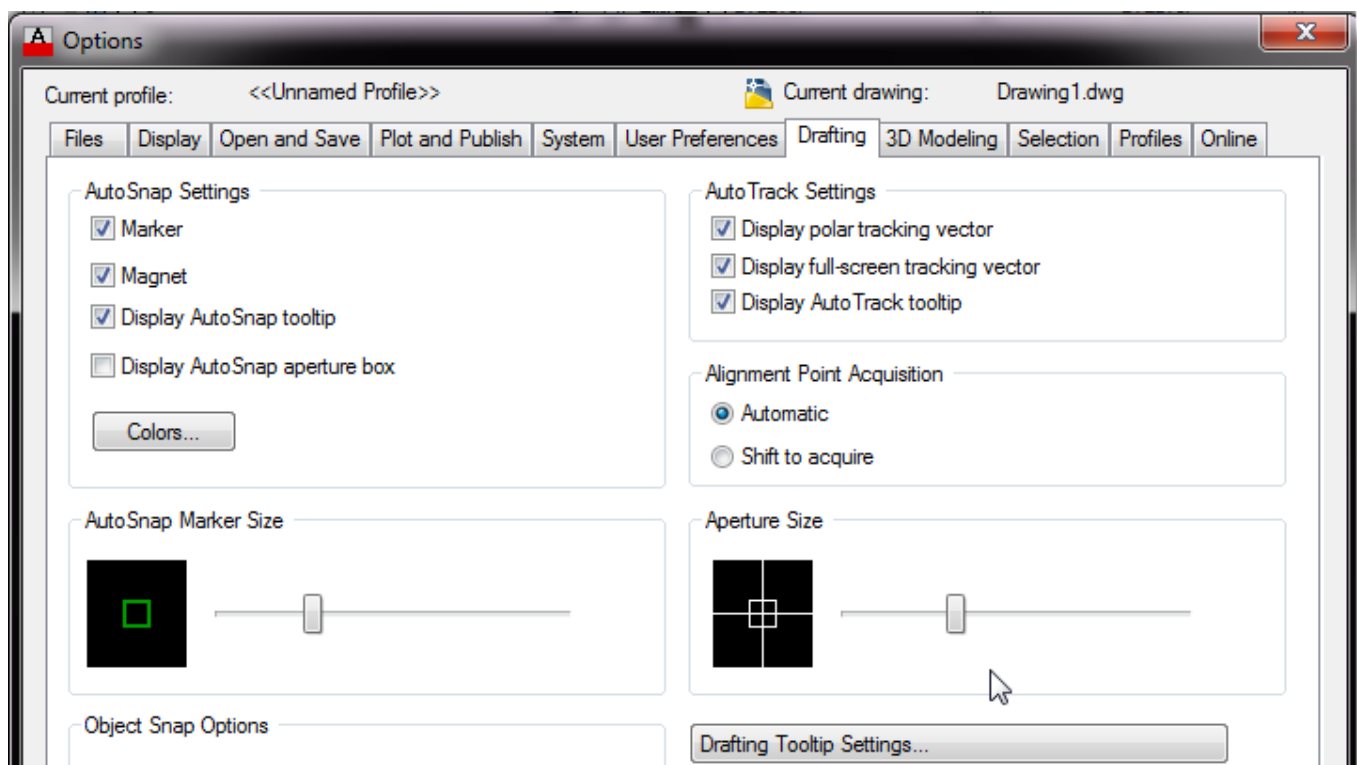 Options
Current profile: <<Unnamed Profile>> Current drawing: Drawing1.dwg
Files Display Open and Save Plot and Publish System User Preferences Drafting 3D Modeling Selection Profiles Online
AutoSnap Settings
Marker
Magnet
Display AutoSnap tooltip
Display AutoSnap aperture box
Colors...
AutoTrack Settings
Display polar tracking vector
Display full-screen tracking vector
Display AutoTrack tooltip
Alignment Point Acquisition
Automatic
Shift to acquire
AutoSnap Marker Size
Aperture Size
Object Snap Options
Drafting Tooltip Settings...